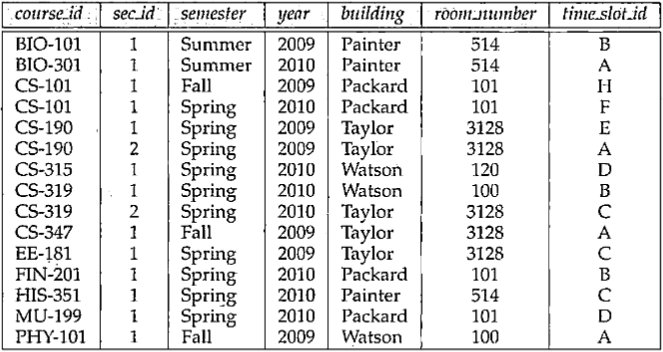 course_id sec_id semester year building room_number time_slot_id
BIO-101 1 Summer 2009 Painter 514 B
BIO-301 1 Summer 2010 Painter 514 A
CS-101 1 Fall 2009 Packard 101 H
CS-101 1 Spring 2010 Packard 101 F
CS-190 1 Spring 2009 Taylor 3128 E
CS-190 2 Spring 2009 Taylor 3128 A
CS-315 1 Spring 2010 Watson 120 D
CS-319 1 Spring 2010 Watson 100 B
CS-319 2 Spring 2010 Taylor 3128 C
CS-347 1 Fall 2009 Taylor 3128 A
EE-181 1 Spring 2009 Taylor 3128 C
FIN-201 1 Spring 2010 Packard 101 B
HIS-351 1 Spring 2010 Painter 514 C
MU-199 1 Spring 2010 Packard 101 D
PHY-101 1 Fall 2009 Watson 100 A